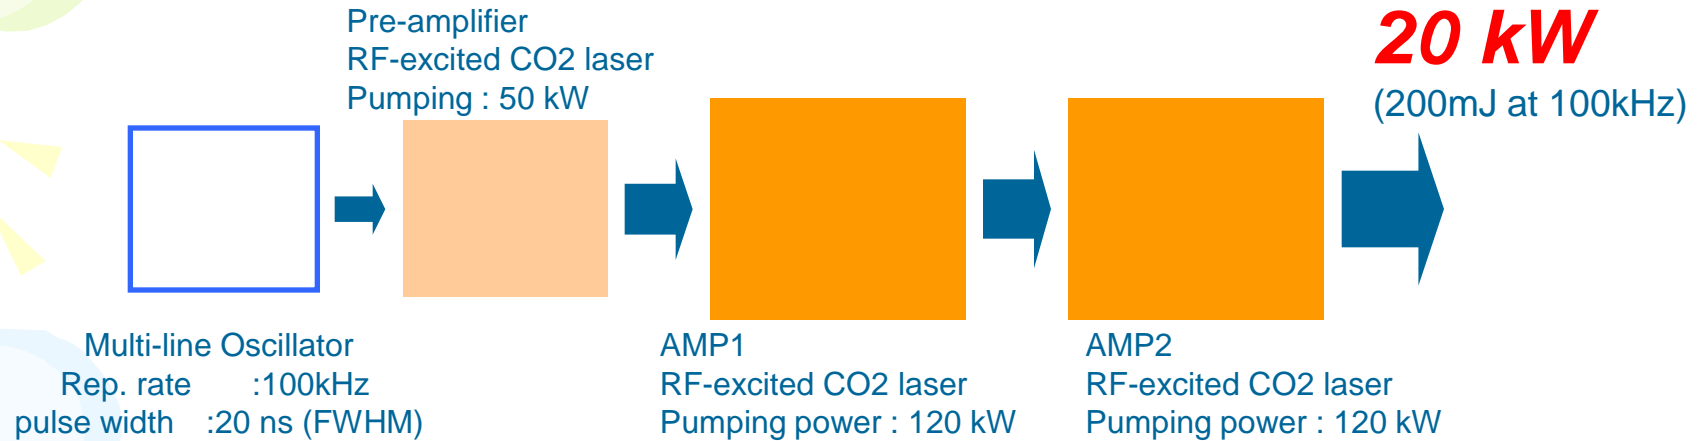 Pre-amplifier
RF-excited CO2 laser
Pumping : 50 kW
20 kW
(200mJ at 100kHz)
Multi-line Oscillator
Rep. rate :100kHz
pulse width :20 ns (FWHM)
AMP1
RF-excited CO2 laser
Pumping power : 120 kW
AMP2
RF-excited CO2 laser
Pumping power : 120 kW